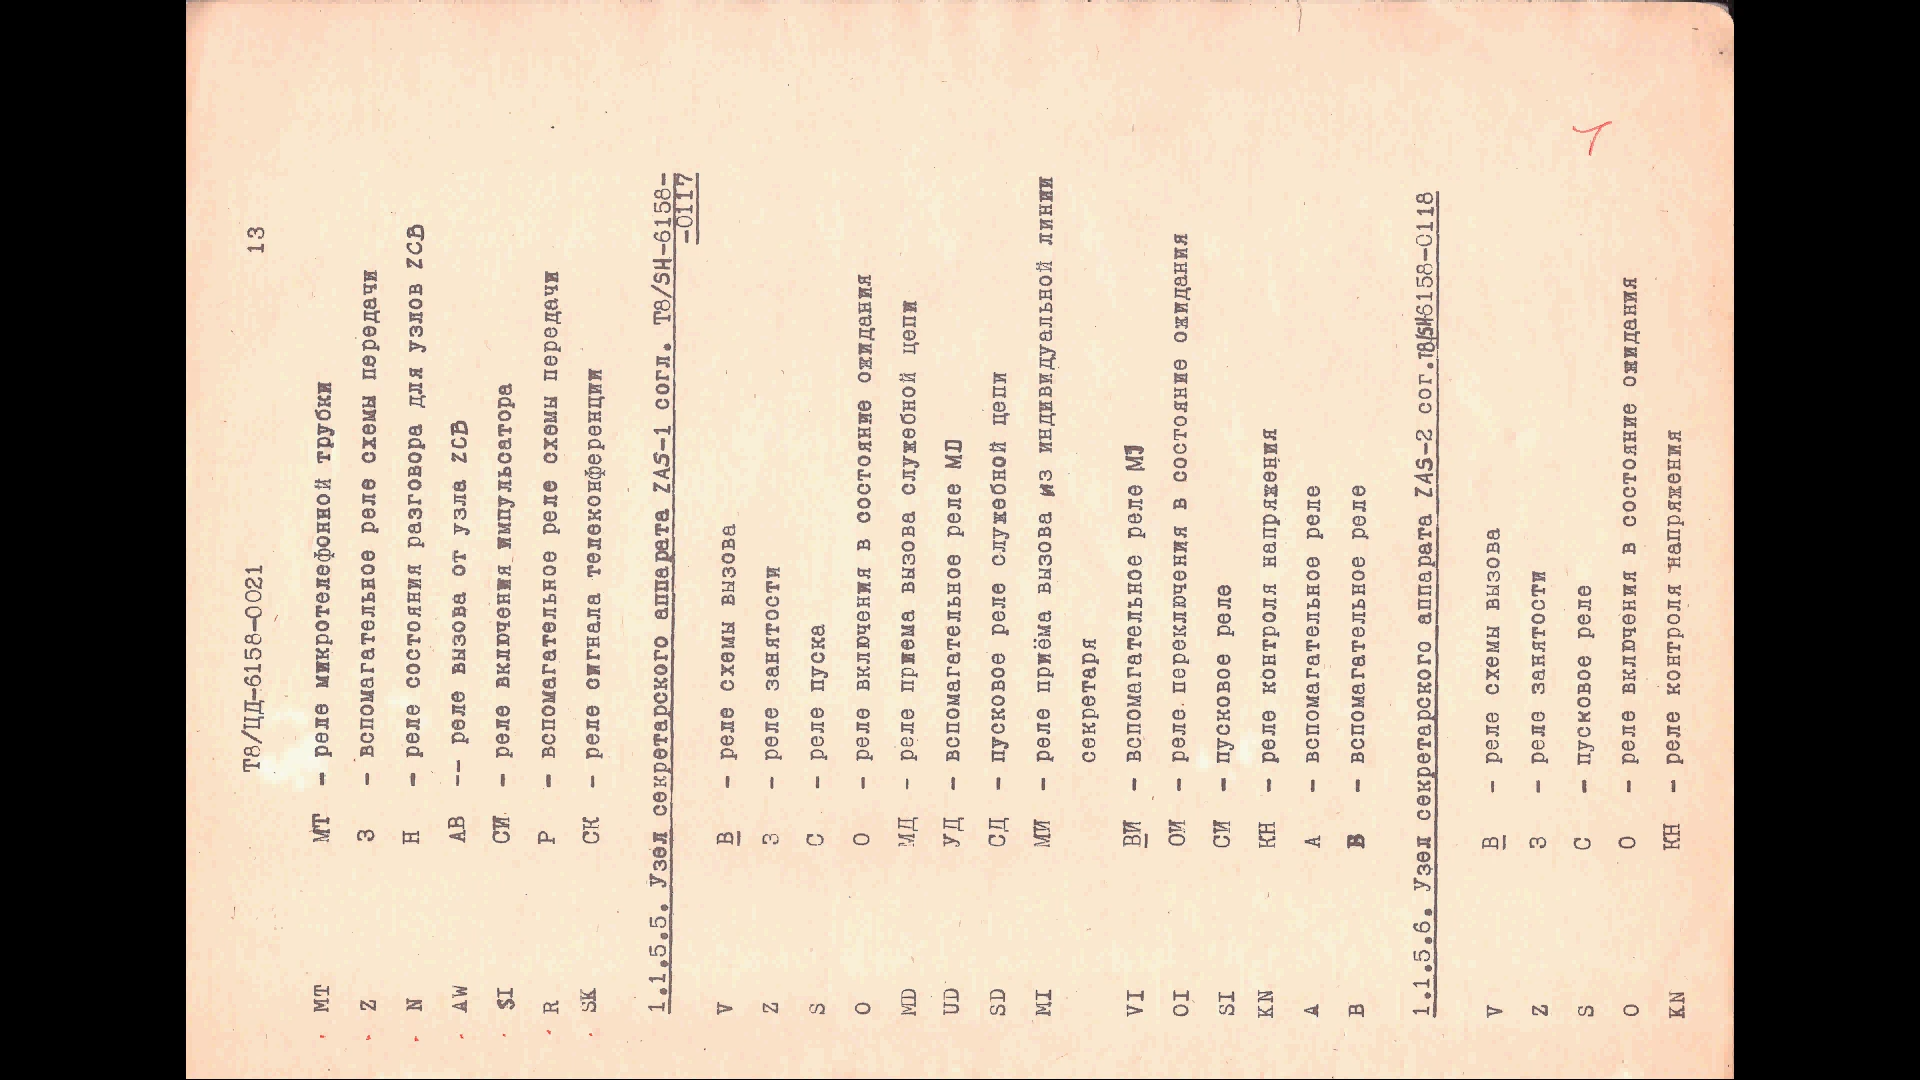 Т8/ЦД-6158-0021 13
MT МТ - реле микротелефонной трубки
Z З - вспомагательное реле схемы передачи
N Н - реле состояния разговора для узлов ZCB
AW АВ -- реле вызова от узла ZCB
SI СИ - реле включения импульсатора
R Р - вспомагательное реле схемы передачи
SK СК - реле сигнала телеконференции
1.1.5.5. Узел секретарского аппарата ZAS-1 согл. T8/SH-6158-
-0117
V В - реле схемы вызова
Z З - реле занятости
S С - реле пуска
O О - реле включения в состояние ожидания
MD МД - реле приема вызова служебной цепи
UD УД - вспомагательное реле MD
SD СД - пусковое реле служебной цепи
MI МИ - реле приёма вызова из индивидуальной линии
секретаря
VI ВИ - вспомагательное реле MJ
OI ОИ - реле переключения в состояние ожидания
SI СИ - пусковое реле
KN КН - реле контроля напряжения
A А - вспомагательное реле
B В - вспомагательное реле
1.1.5.6. Узел секретарского аппарата ZAS-2 сог.T8/SH6158-0118
V В - реле схемы вызова
Z З - реле занятости
S С - пусковое реле
O О - реле включения в состояние ожидания
KN КН - реле контроля напряжения